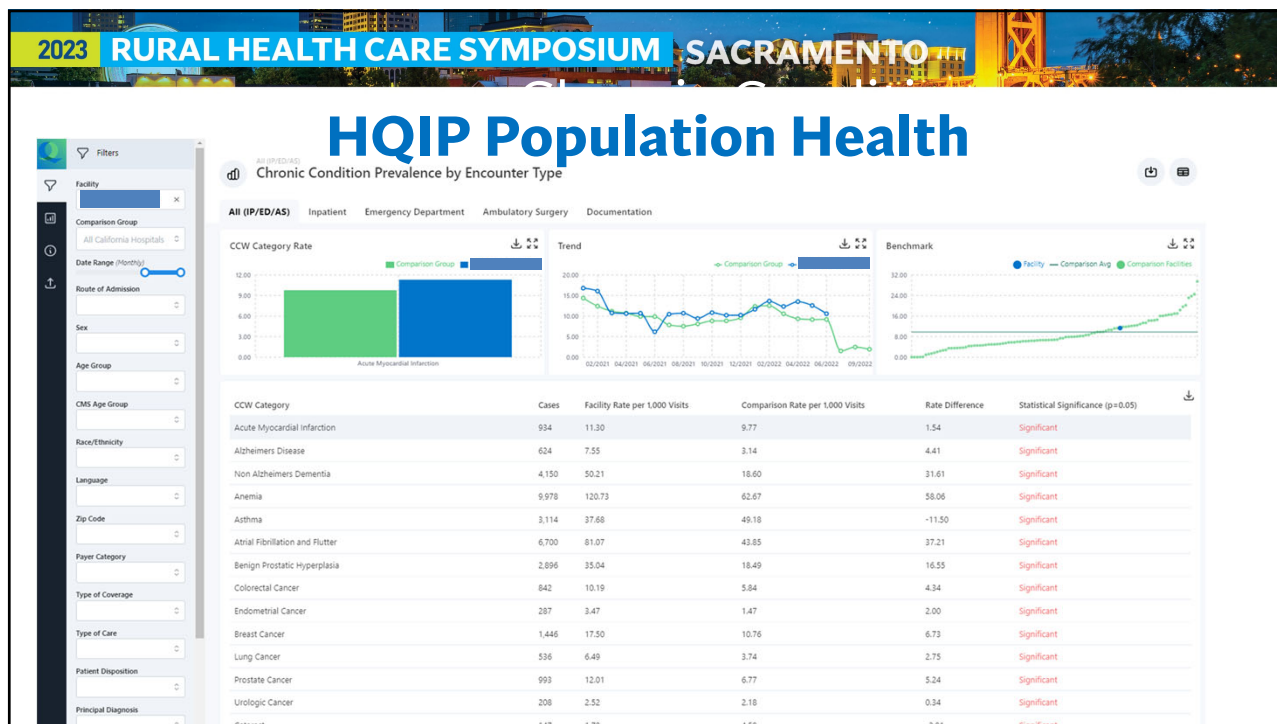 2023 RURAL HEALTH CARE SYMPOSIUM SACRAMENTO
HQIP Population Health
Filters
Facility
Comparison Group
All California Hospitals
Date Range (Monthly)
Route of Admission
Sex
Age Group
CMS Age Group
Race/Ethnicity
Language
Zip Code
Payer Category
Type of Coverage
Type of Care
Patient Disposition
Principal Diagnosis
All (IP/ED/AS)
Chronic Condition Prevalence by Encounter Type
All (IP/ED/AS) Inpatient Emergency Department Ambulatory Surgery Documentation
CCW Category Rate
Comparison Group
12.00
9.00
6.00
3.00
0.00
Acute Myocardial Infarction
Trend
Comparison Group
20.00
15.00
10.00
5.00
0.00
02/2021 04/2021 06/2021 08/2021 10/2021 12/2021 02/2022 04/2022 06/2022 09/2022
Benchmark
Facility Comparison Avg Comparison Facilities
32.00
24.00
16.00
8.00
0.00
CCW Category Cases Facility Rate per 1,000 Visits Comparison Rate per 1,000 Visits Rate Difference Statistical Significance (p=0.05)
Acute Myocardial Infarction 934 11.30 9.77 1.54 Significant
Alzheimers Disease 624 7.55 3.14 4.41 Significant
Non Alzheimers Dementia 4,150 50.21 18.60 31.61 Significant
Anemia 9,978 120.73 62.67 58.06 Significant
Asthma 3,114 37.68 49.18 -11.50 Significant
Atrial Fibrillation and Flutter 6,700 81.07 43.85 37.21 Significant
Benign Prostatic Hyperplasia 2,896 35.04 18.49 16.55 Significant
Colorectal Cancer 842 10.19 5.84 4.34 Significant
Endometrial Cancer 287 3.47 1.47 2.00 Significant
Breast Cancer 1,446 17.50 10.76 6.73 Significant
Lung Cancer 536 6.49 3.74 2.75 Significant
Prostate Cancer 993 12.01 6.77 5.24 Significant
Urologic Cancer 208 2.52 2.18 0.34 Significant